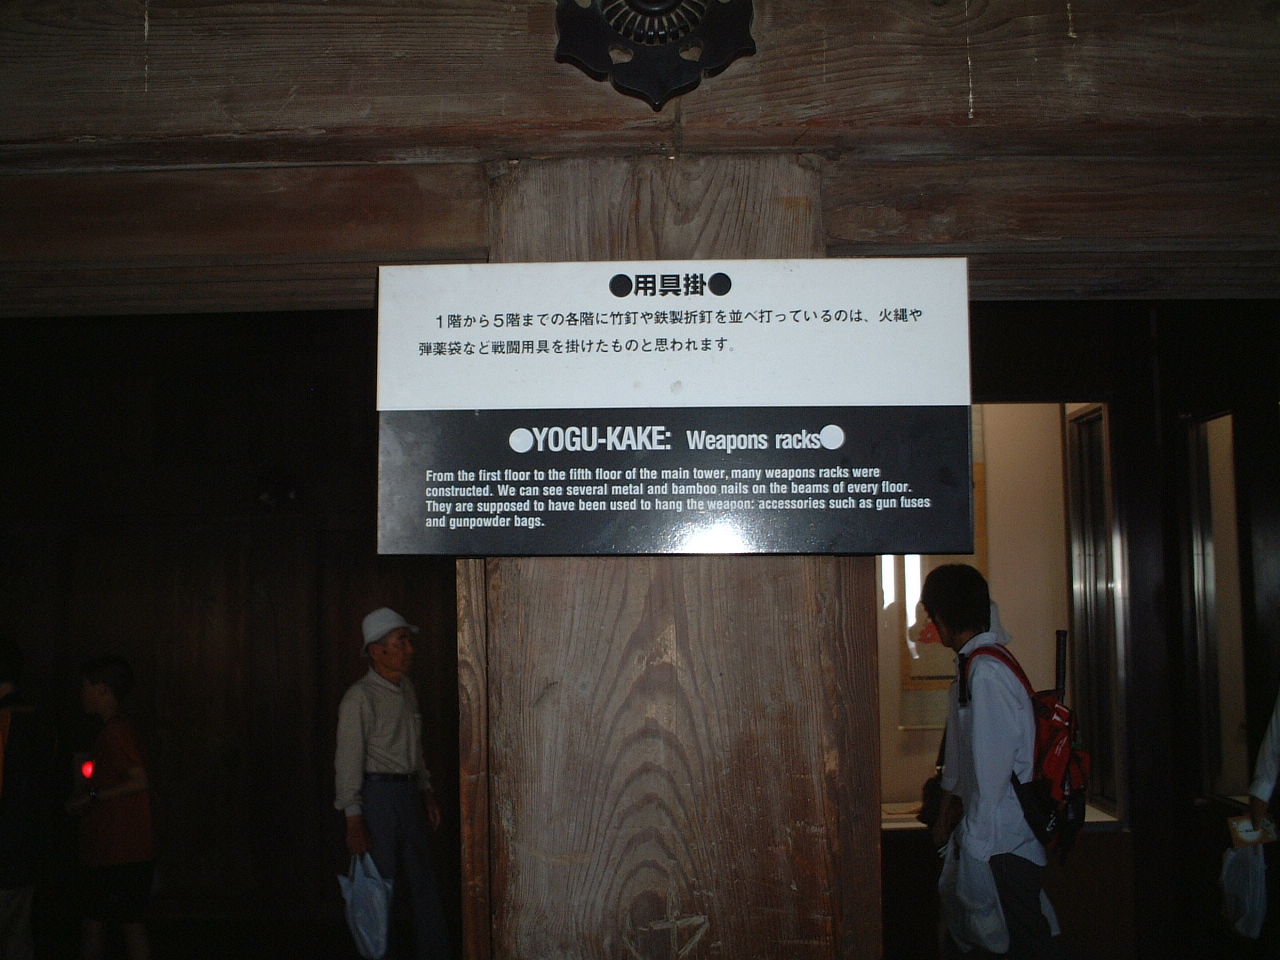 ●用具掛●
1階から5階までの各階に竹釘や鉄製折釘を並べ打っているのは、火縄や
弾薬袋など戦闘用具を掛けたものと思われます。
●YOGU-KAKE: Weapons racks●
From the first floor to the fifth floor of the main tower, many weapons racks were
constructed. We can see several metal and bamboo nails on the beams of every floor.
They are supposed to have been used to hang the weapon: accessories such as gun fuses
and gunpowder bags.